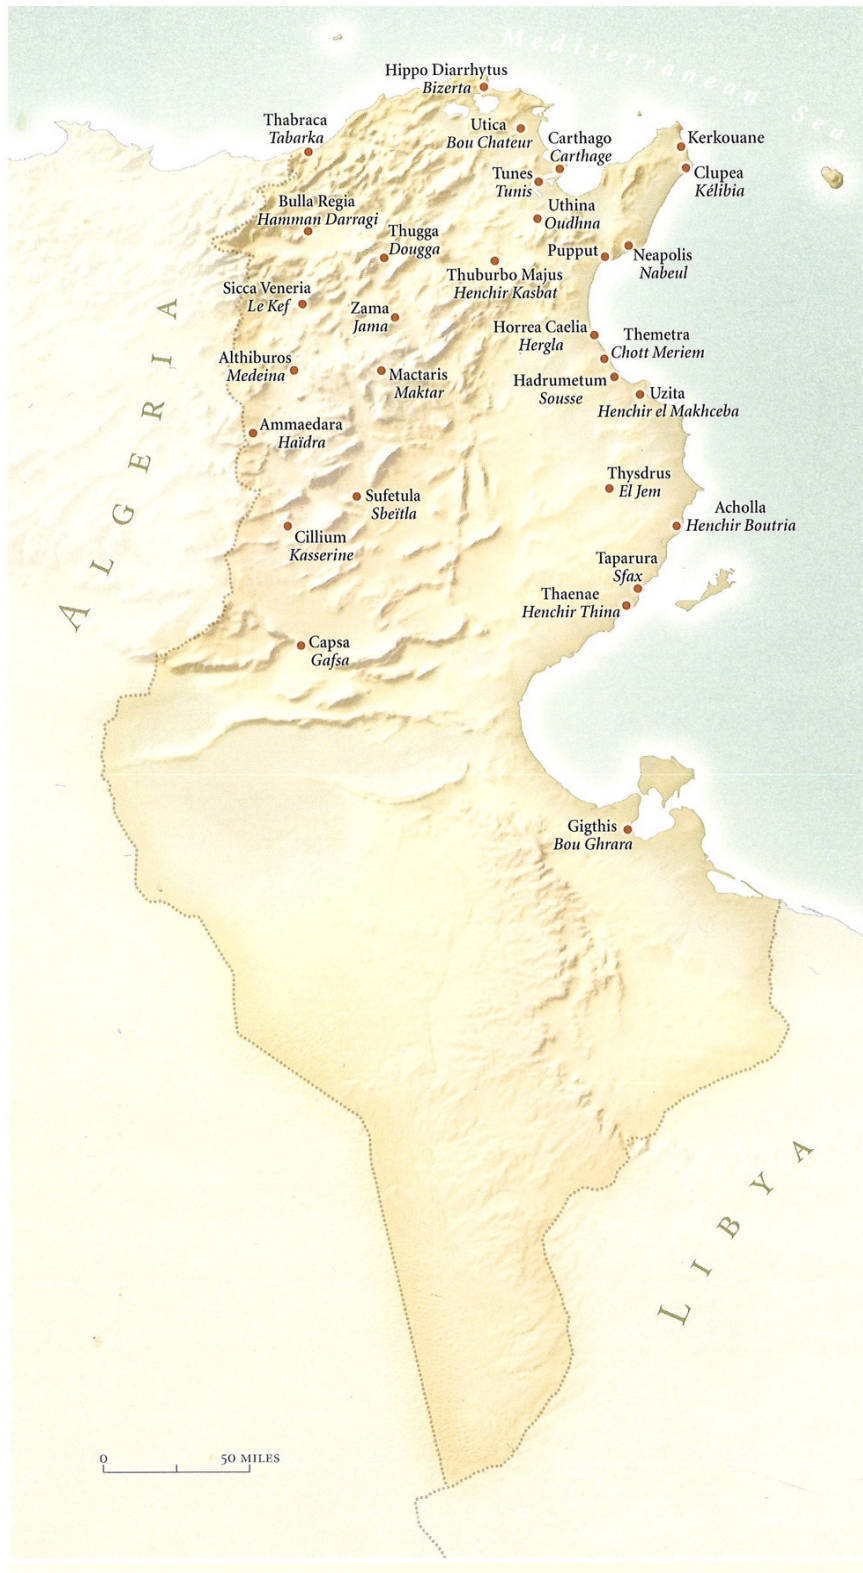 Mediterranean Sea
Hippo Diarrhytus
Bizerta
Thabraca
Tabarka
Utica
Bou Chateur
Carthago
Carthage
Kerkouane
Tunes
Tunis
Clupea
Kélibia
Bulla Regia
Hamman Darragi
Uthina
Oudhna
Thugga
Dougga
Pupput
Neapolis
Nabeul
Thuburbo Majus
Henchir Kasbat
Sicca Veneria
Le Kef
Zama
Jama
Horrea Caelia
Hergla
Themetra
Chott Meriem
Althiburos
Medeina
Mactaris
Maktar
Hadrumetum
Sousse
Uzita
Henchir el Makhceba
Ammaedara
Haïdra
ALGERIA
Thysdrus
El Jem
Sufetula
Sbeïtla
Acholla
Henchir Boutria
Cillium
Kasserine
Taparura
Sfax
Thaenae
Henchir Thina
Capsa
Gafsa
Gigthis
Bou Ghrara
LIBYA
0 50 MILES